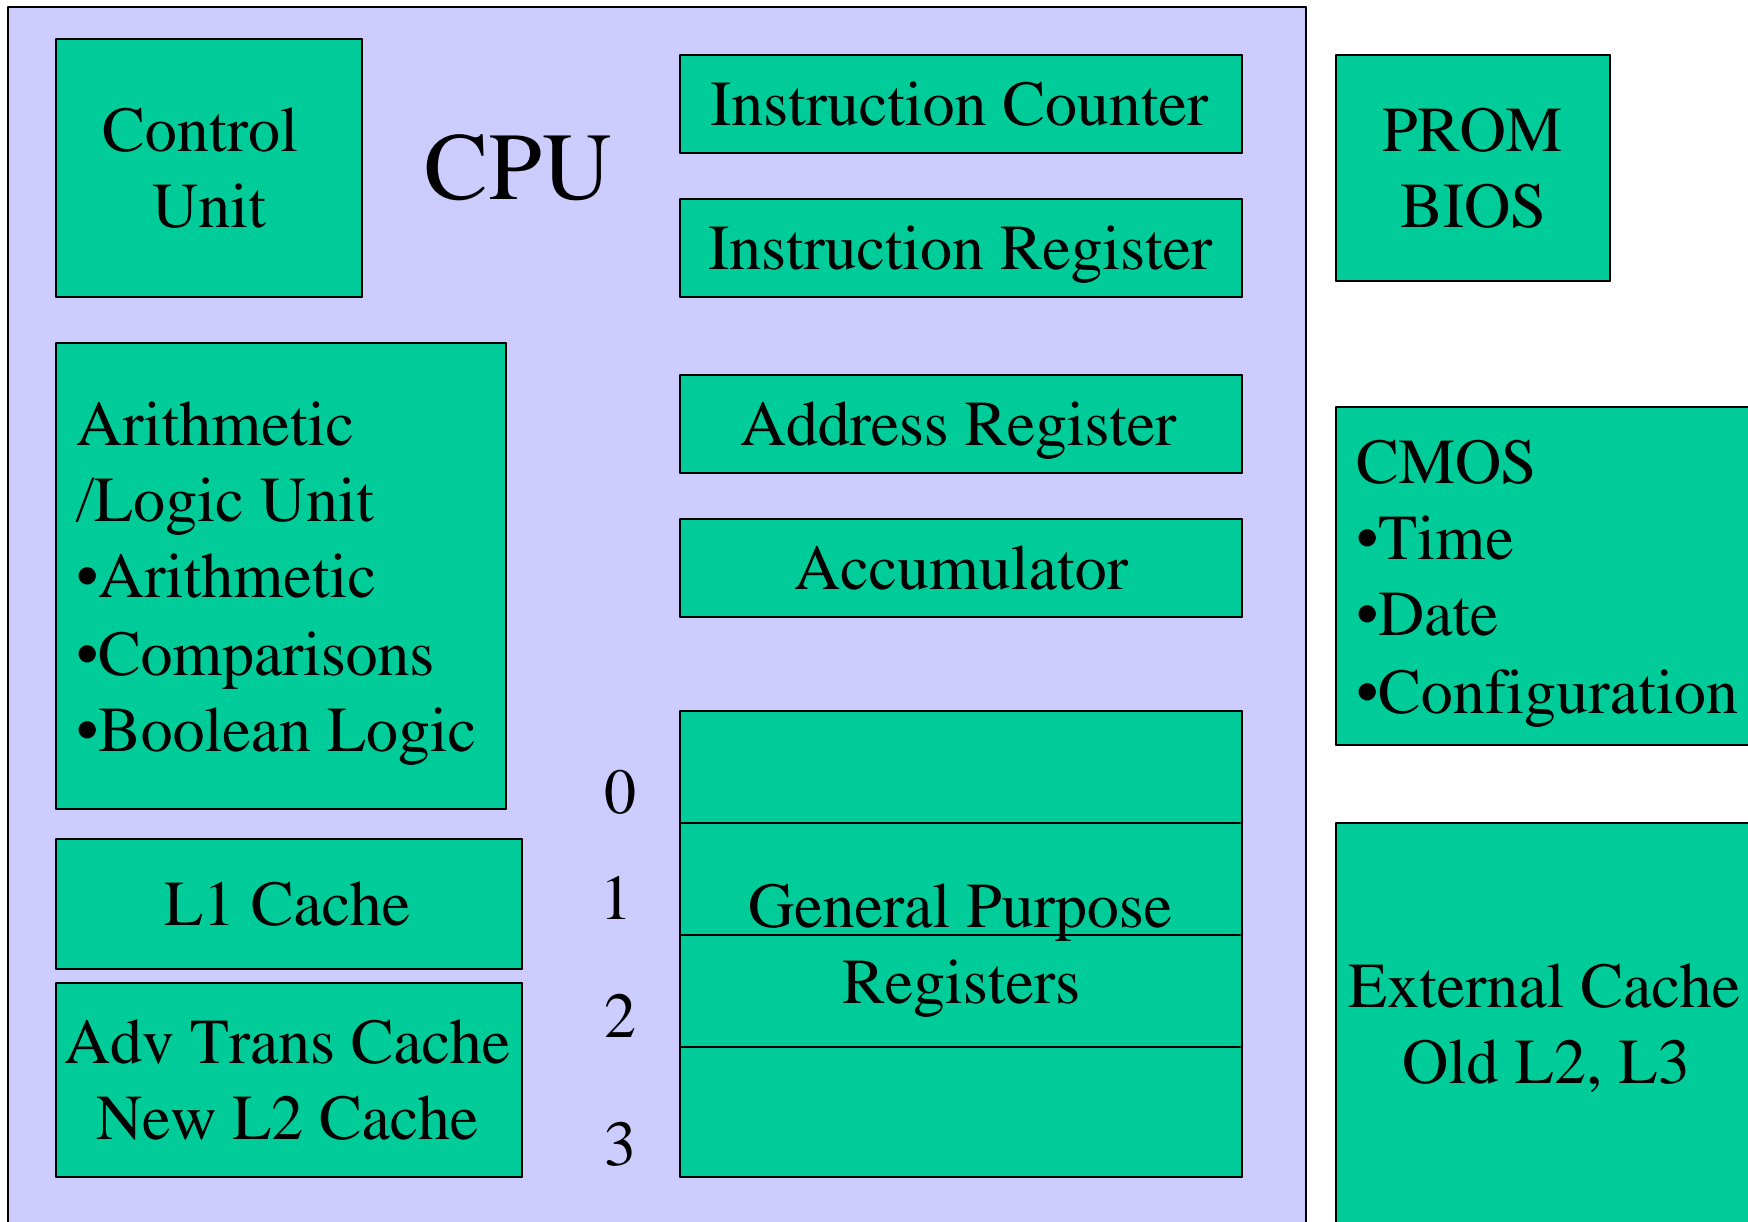 Control
Unit
CPU
Instruction Counter
Instruction Register
Arithmetic
/Logic Unit
•Arithmetic
•Comparisons
•Boolean Logic
Address Register
Accumulator
L1 Cache
Adv Trans Cache
New L2 Cache
0
1
2
3
General Purpose
Registers
PROM
BIOS
CMOS
•Time
•Date
•Configuration
External Cache
Old L2, L3